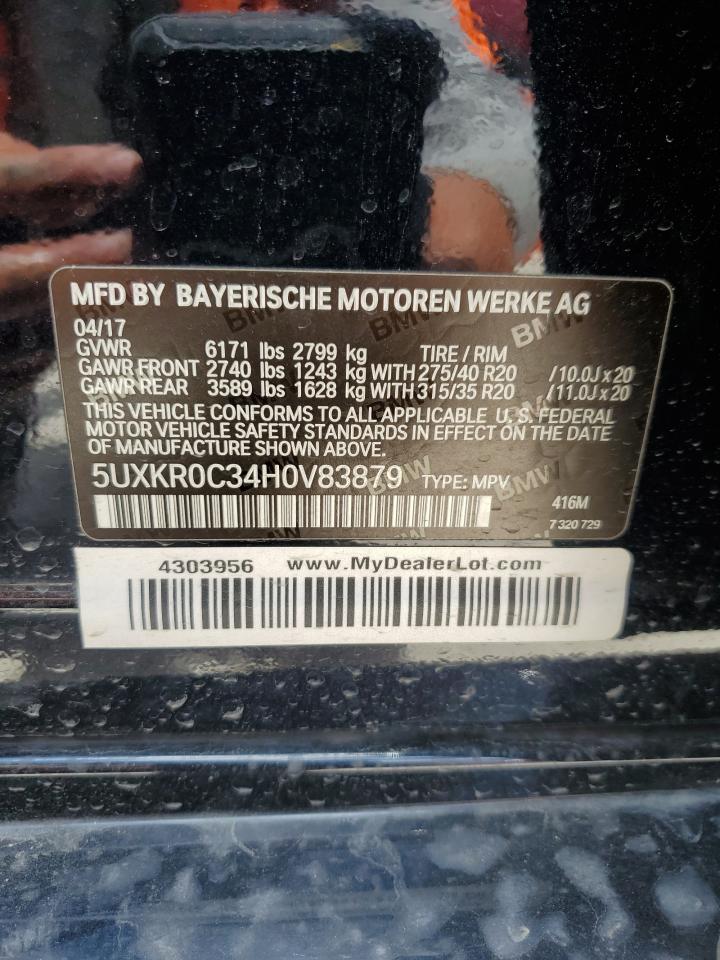 MFD BY BAYERISCHE MOTOREN WERKE AG
04/17
GVWR 6171 lbs 2799 kg TIRE / RIM
GAWR FRONT 2740 lbs 1243 kg WITH 275/40 R20 /10.0J x 20
GAWR REAR 3589 lbs 1628 kg WITH 315/35 R20 /11.0J x 20
THIS VEHICLE CONFORMS TO ALL APPLICABLE U. S. FEDERAL
MOTOR VEHICLE SAFETY STANDARDS IN EFFECT ON THE DATE
OF MANUFACTURE SHOWN ABOVE.
5UXKR0C34H0V83879 TYPE: MPV
416M
7 320 729
4303956 www.MyDealerLot.com